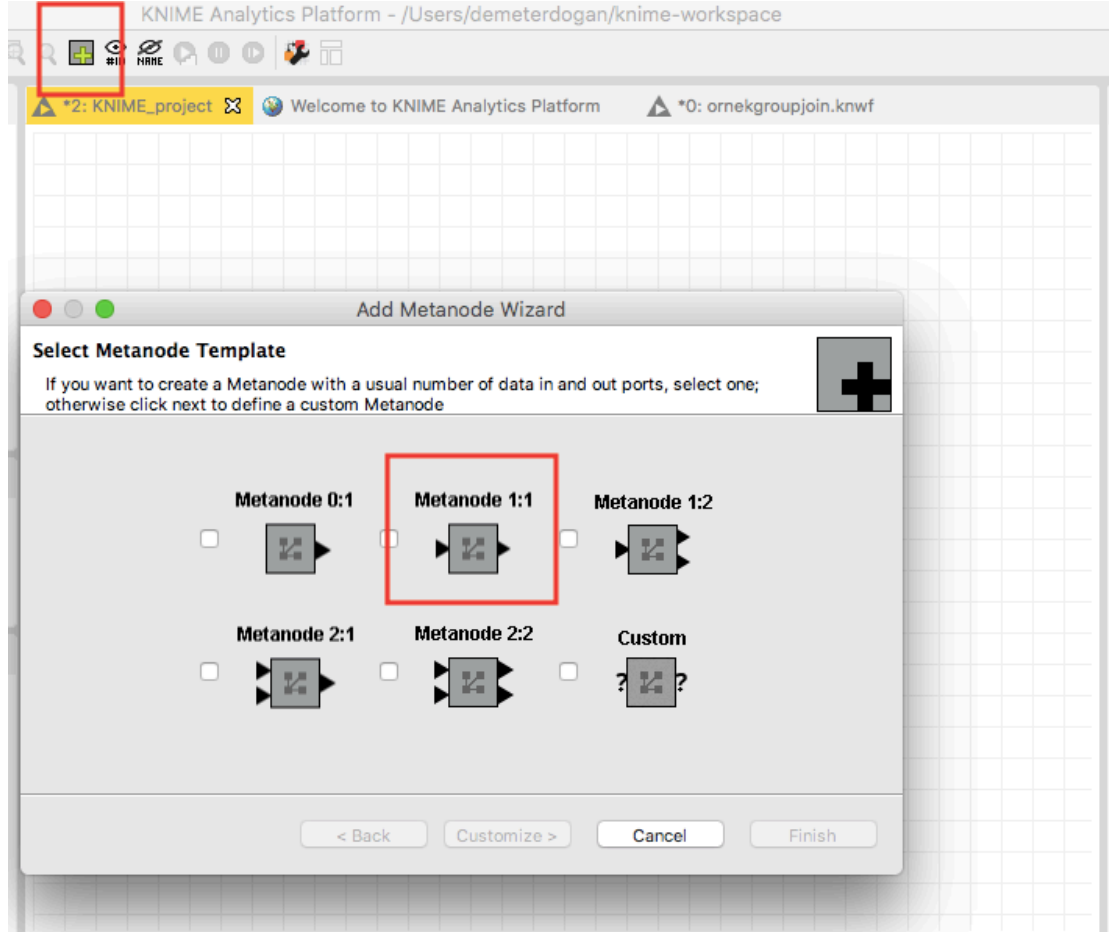 KNIME Analytics Platform - /Users/demeterdogan/knime-workspace
#ID NAME
*2: KNIME_project Welcome to KNIME Analytics Platform *0: ornekgroupjoin.knwf
Add Metanode Wizard
Select Metanode Template
If you want to create a Metanode with a usual number of data in and out ports, select one;
otherwise click next to define a custom Metanode
Metanode 0:1 Metanode 1:1 Metanode 1:2
Metanode 2:1 Metanode 2:2 Custom
? ?
< Back Customize > Cancel Finish